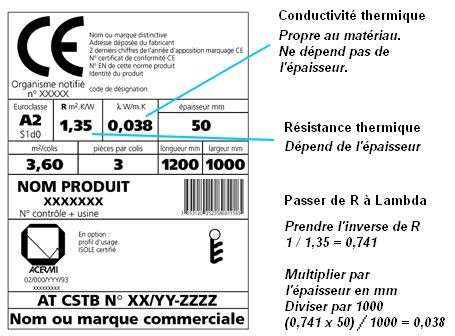 Nom ou marque distinctive
Adresse déposée du fabricant
2 derniers chiffres de l'année d'apposition marquage CE
N° certificat de conformité CE
N° EN de cette norme produit
Identité du produit
Organisme notifié
n° XXXXX
code de désignation
Euroclasse
A2
S1d0
R m².K/W
1,35
λ W/m.K
0,038
épaisseur mm
50
m²/colis
3,60
pièces par colis
3
longueur mm
1200
largeur mm
1000
NOM PRODUIT
XXXXXXX
N° contrôle + usine
ACERMI
02/000/YYY/93
XXXXXXXXX
En option :
profil d'usage
ISOLE certifié
AT CSTB N° XX/YY-ZZZZ
Nom ou marque commerciale
Conductivité thermique
Propre au matériau.
Ne dépend pas de
l'épaisseur.
Résistance thermique
Dépend de l'épaisseur
Passer de R à Lambda
Prendre l'inverse de R
1 / 1,35 = 0,741
Multiplier par
l'épaisseur en mm
Diviser par 1000
(0,741 x 50) / 1000 = 0,038